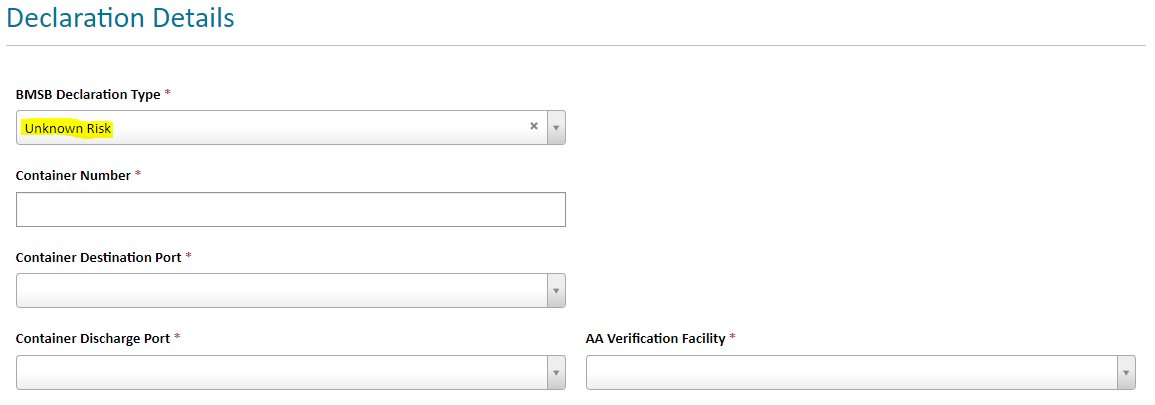 Declaration Details
BMSB Declaration Type *
Unknown Risk ×
Container Number *
Container Destination Port *
Container Discharge Port *
AA Verification Facility *